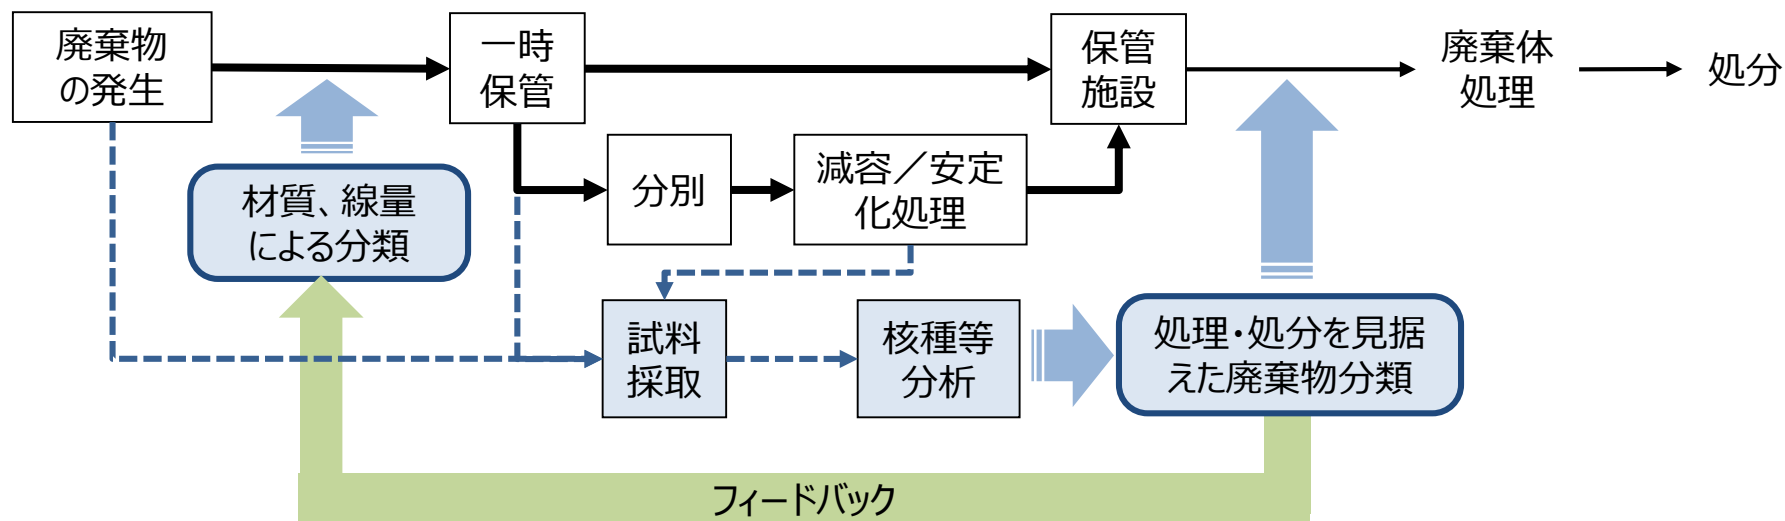 廃棄物
の発生
一時
保管
保管
施設
廃棄体
処理
処分
材質、線量
による分類
分別
減容／安定
化処理
試料
採取
核種等
分析
処理・処分を見据
えた廃棄物分類
フィードバック